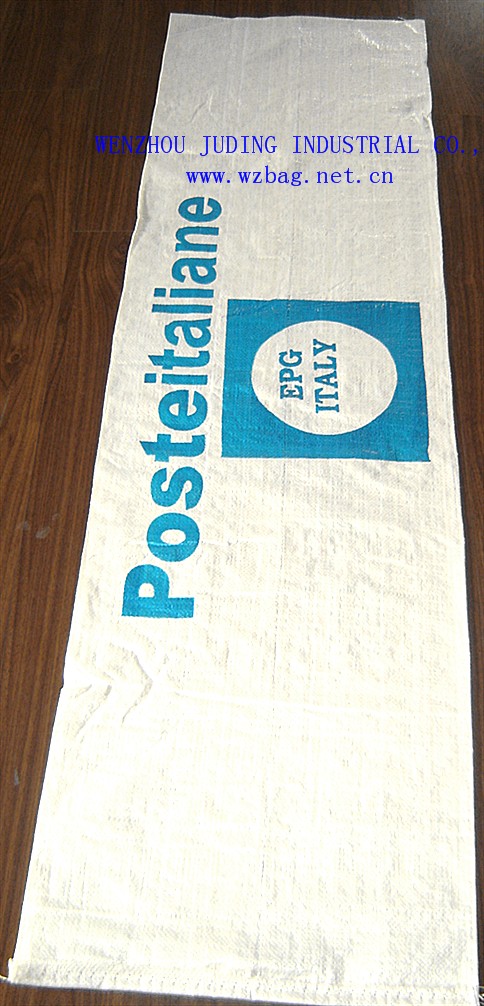 WENZHOU JUDING INDUSTRIAL CO.,
www.wzbag.net.cn
Posteitaliane
EPG
ITALY